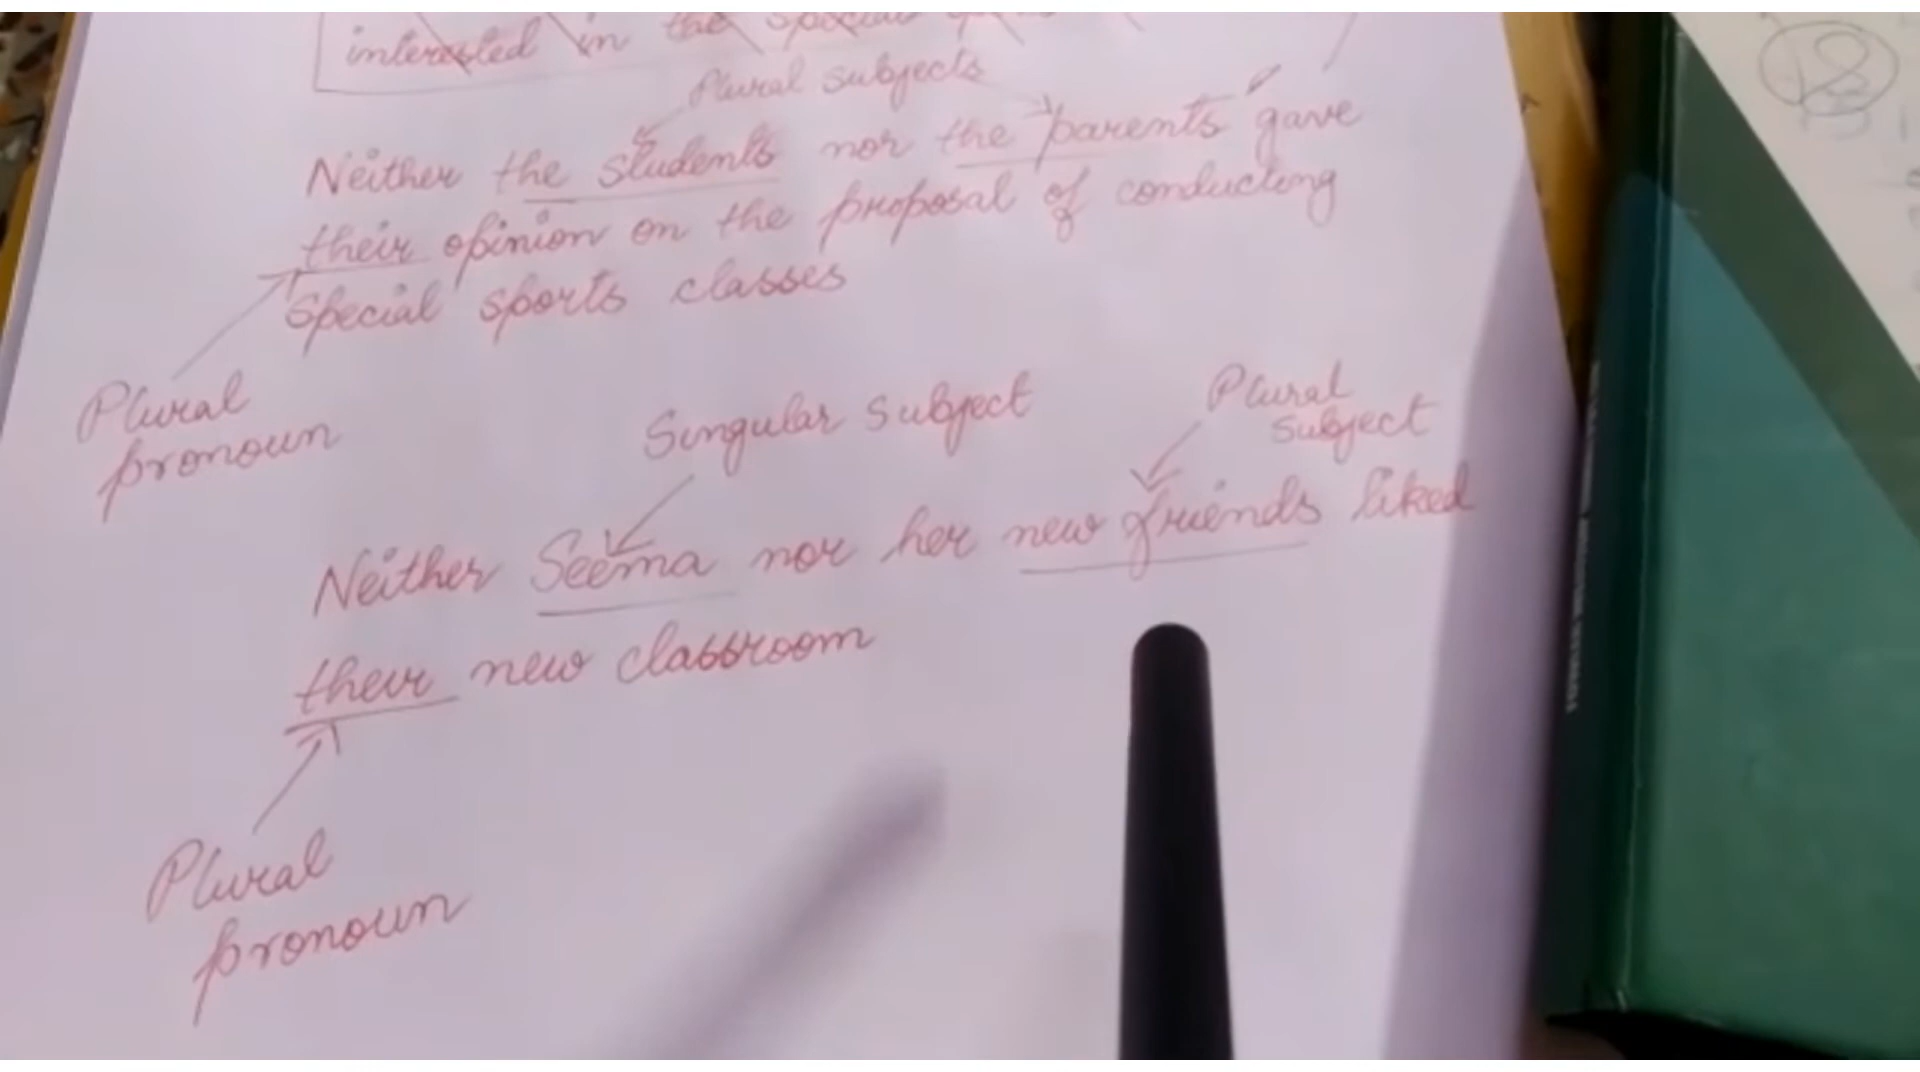 interested in the special
Plural subjects
Neither the students nor the parents gave
their opinion on the proposal of conducting
special sports classes
Plural
pronoun
Singular Subject
Plural
Subject
Neither Seema nor her new friends liked
their new classroom
Plural
pronoun